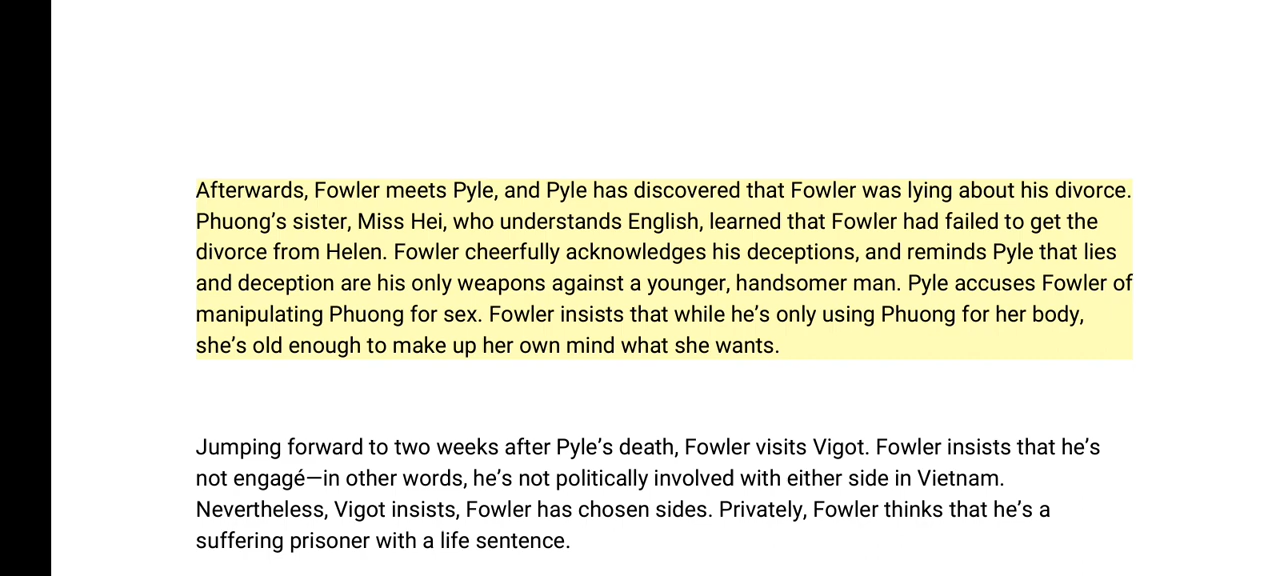 Afterwards, Fowler meets Pyle, and Pyle has discovered that Fowler was lying about his divorce.
Phuong’s sister, Miss Hei, who understands English, learned that Fowler had failed to get the
divorce from Helen. Fowler cheerfully acknowledges his deceptions, and reminds Pyle that lies
and deception are his only weapons against a younger, handsomer man. Pyle accuses Fowler of
manipulating Phuong for sex. Fowler insists that while he’s only using Phuong for her body,
she’s old enough to make up her own mind what she wants.
Jumping forward to two weeks after Pyle’s death, Fowler visits Vigot. Fowler insists that he’s
not engagé—in other words, he’s not politically involved with either side in Vietnam.
Nevertheless, Vigot insists, Fowler has chosen sides. Privately, Fowler thinks that he’s a
suffering prisoner with a life sentence.